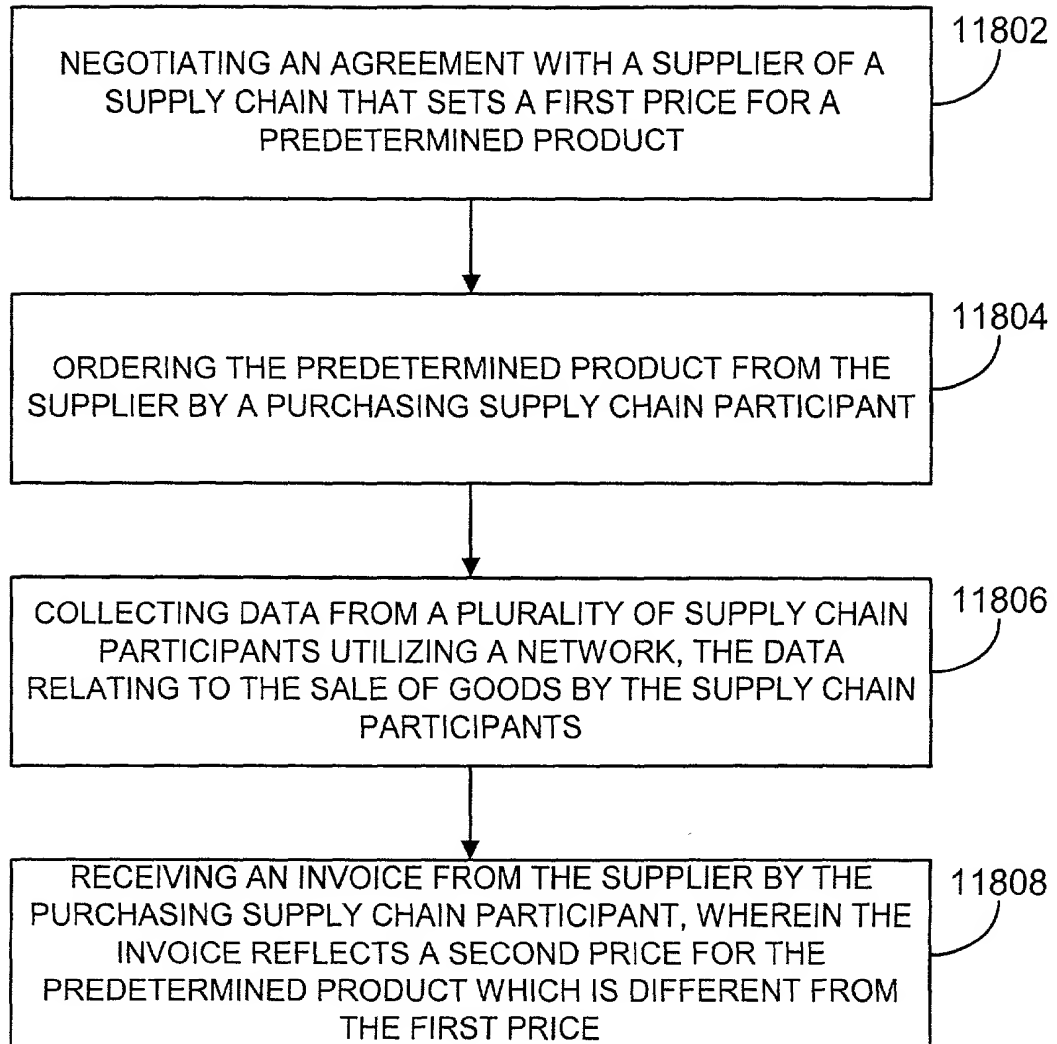 11802
NEGOTIATING AN AGREEMENT WITH A SUPPLIER OF A
SUPPLY CHAIN THAT SETS A FIRST PRICE FOR A
PREDETERMINED PRODUCT
11804
ORDERING THE PREDETERMINED PRODUCT FROM THE
SUPPLIER BY A PURCHASING SUPPLY CHAIN PARTICIPANT
11806
COLLECTING DATA FROM A PLURALITY OF SUPPLY CHAIN
PARTICIPANTS UTILIZING A NETWORK, THE DATA
RELATING TO THE SALE OF GOODS BY THE SUPPLY CHAIN
PARTICIPANTS
11808
RECEIVING AN INVOICE FROM THE SUPPLIER BY THE
PURCHASING SUPPLY CHAIN PARTICIPANT, WHEREIN THE
INVOICE REFLECTS A SECOND PRICE FOR THE
PREDETERMINED PRODUCT WHICH IS DIFFERENT FROM
THE FIRST PRICE